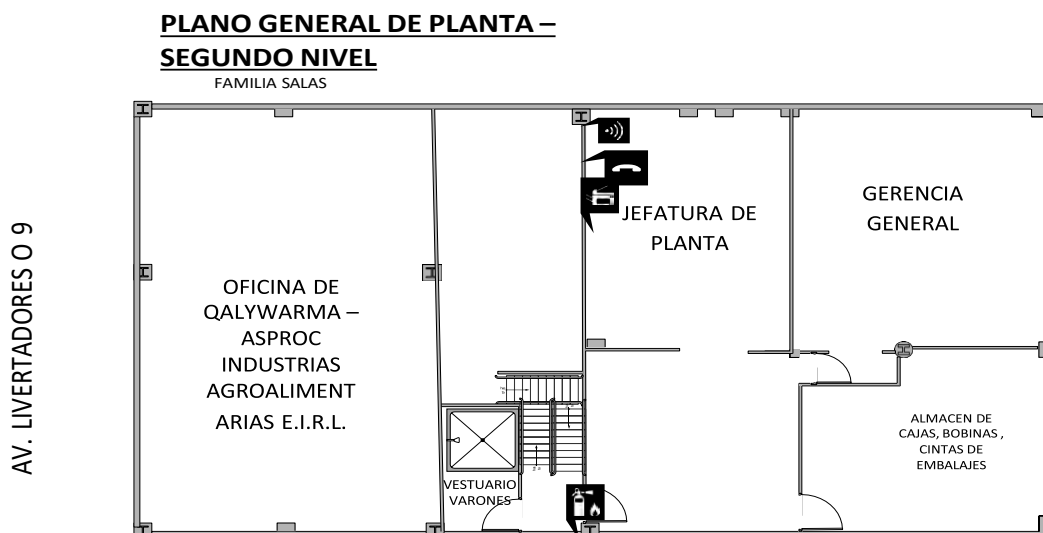 PLANO GENERAL DE PLANTA –
SEGUNDO NIVEL
FAMILIA SALAS
AV. LIVERTADORES O 9
OFICINA DE
QALYWARMA –
ASPROC
INDUSTRIAS
AGROALIMENT
ARIAS E.I.R.L.
JEFATURA DE
PLANTA
GERENCIA
GENERAL
VESTUARIO
VARONES
ALMACEN DE
CAJAS, BOBINAS ,
CINTAS DE
EMBALAJES